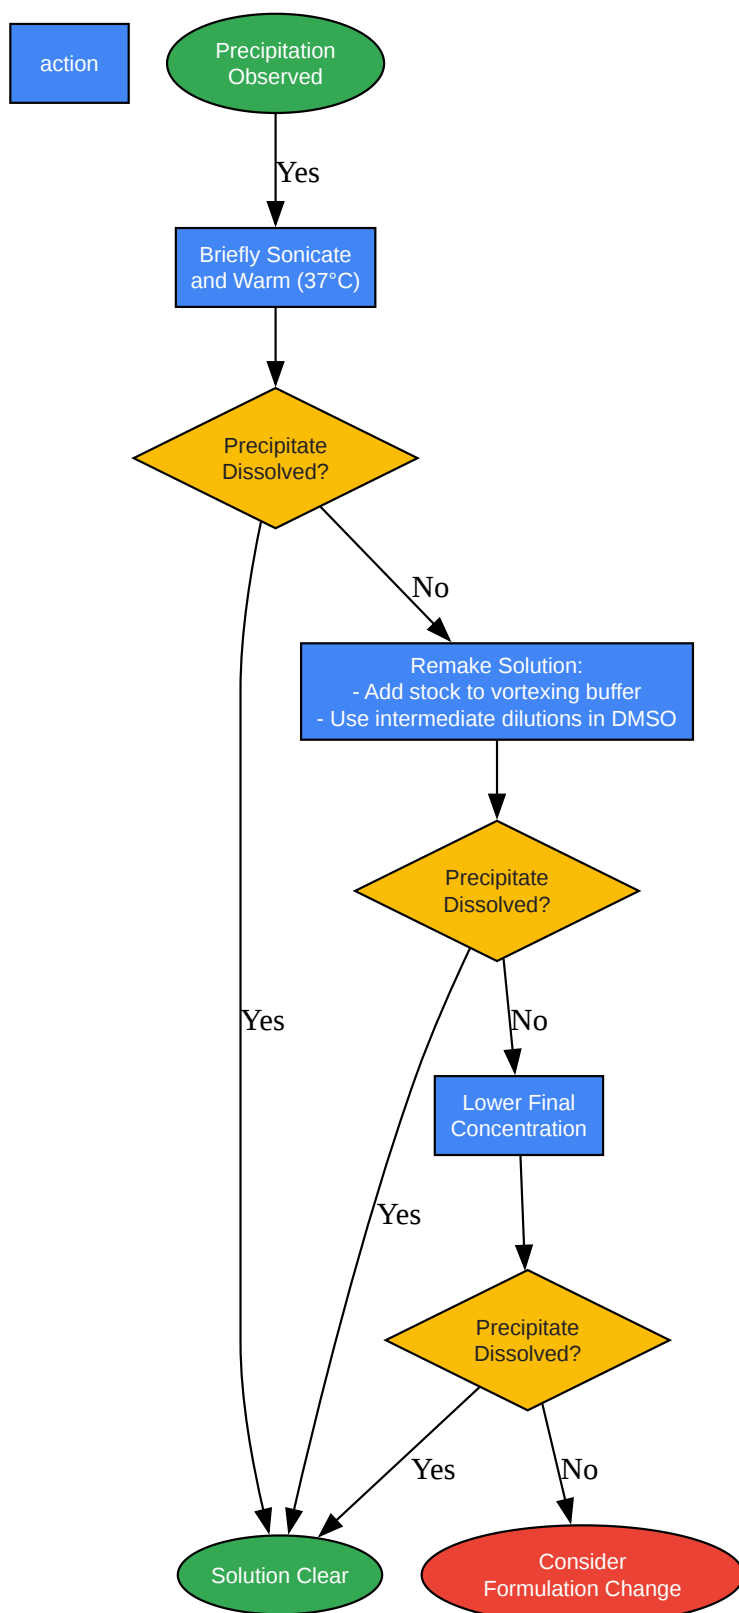 action
Precipitation
Observed
Yes
Briefly Sonicate
and Warm (37°C)
Precipitate
Dissolved?
No
Remake Solution:
- Add stock to vortexing buffer
- Use intermediate dilutions in DMSO
Precipitate
Dissolved?
Yes
No
Lower Final
Concentration
Yes
Precipitate
Dissolved?
Yes
No
Solution Clear
Consider
Formulation Change